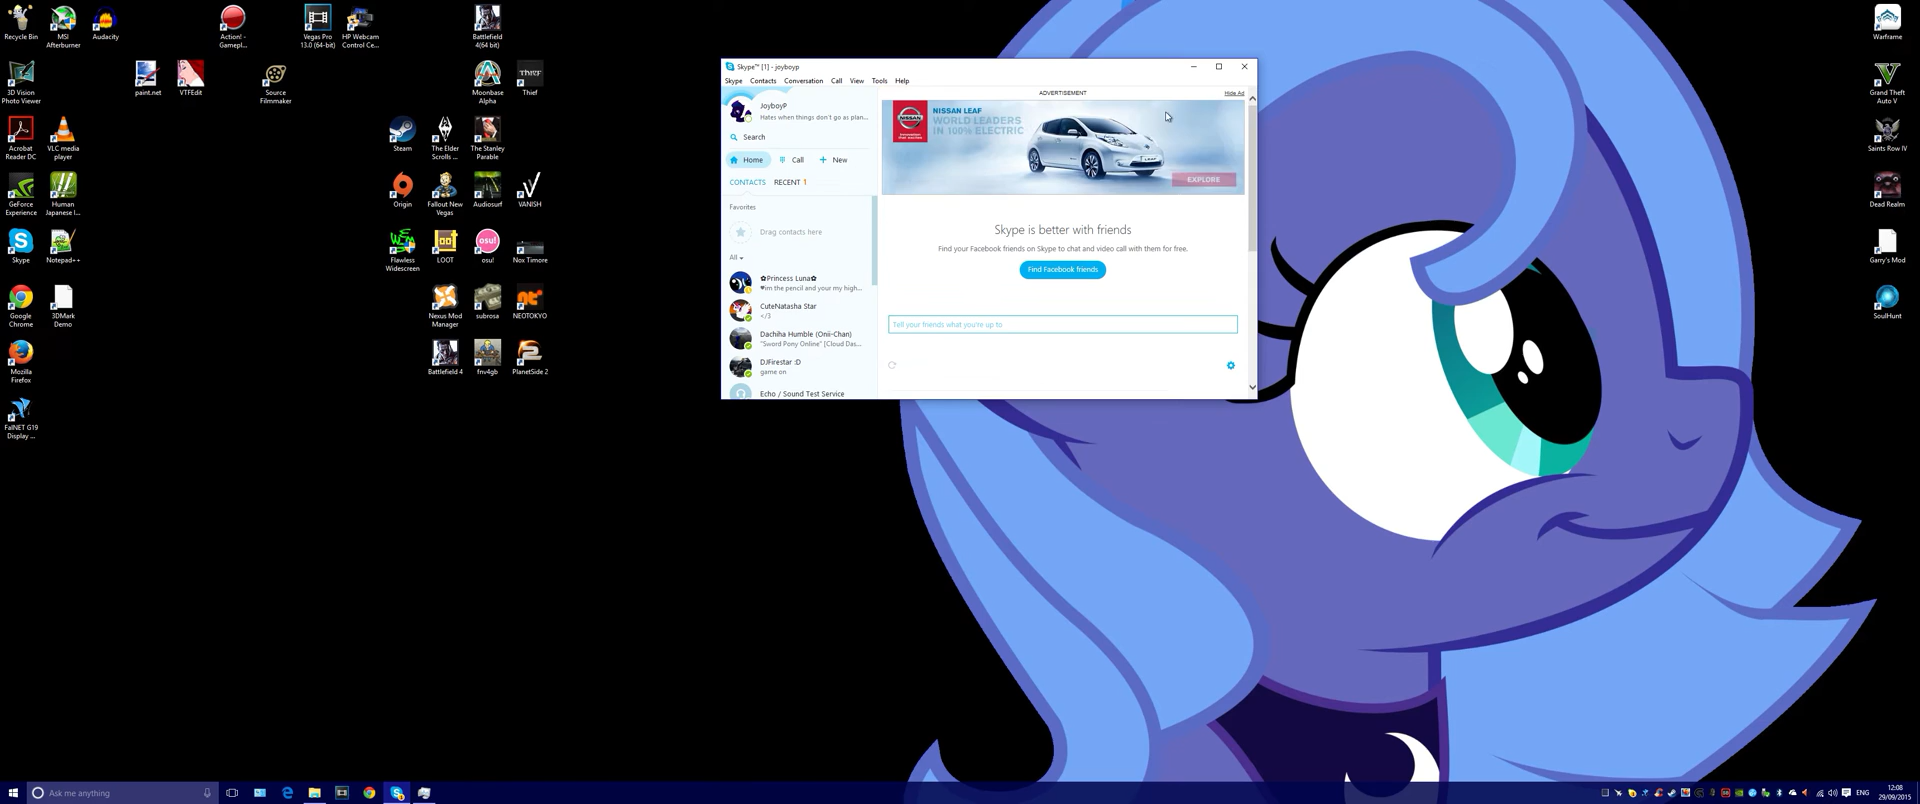 Recycle Bin
MSI
Afterburner
Audacity
Action! -
Gamepl...
Vegas Pro
13.0 (64-bit)
HP Webcam
Control Ce...
Battlefield
4(64 bit)
3D Vision
Photo Viewer
paint.net
VTFEdit
Source
Filmmaker
Moonbase
Alpha
THIEF
Thief
Acrobat
Reader DC
VLC media
player
Steam
The Elder
Scrolls ...
The Stanley
Parable
GeForce
Experience
Human
Japanese I...
Origin
Fallout New
Vegas
Audiosurf
VANISH
Skype
Notepad++
Flawless
Widescreen
LOOT
osu!
osu!
Nox Timore
Google
Chrome
3DMark
Demo
Nexus Mod
Manager
subrosa
NEOTOKYO
Mozilla
Firefox
Battlefield 4
fnv4gb
PlanetSide 2
FalNET G19
Display ...
Skype™ [1] - joyboyp
Skype Contacts Conversation Call View Tools Help
JoyboyP
Hates when things don't go as plan...
Search
Home Call New
CONTACTS RECENT 1
Favorites
Drag contacts here
All
✿Princess Luna✿
♥im the pencil and your my high...
CuteNatasha Star
</3
Dachiha Humble (Onii-Chan)
"Sword Pony Online" [Cloud Das...
DJFirestar :D
game on
Echo / Sound Test Service
ADVERTISEMENT
Hide Ad
NISSAN
NISSAN LEAF
WORLD LEADERS
IN 100% ELECTRIC
EXPLORE
Skype is better with friends
Find your Facebook friends on Skype to chat and video call with them for free.
Find Facebook friends
Tell your friends what you're up to
Warframe
Grand Theft
Auto V
Saints Row IV
Dead Realm
Garry's Mod
SoulHunt
Ask me anything
ENG
12:08
29/09/2015